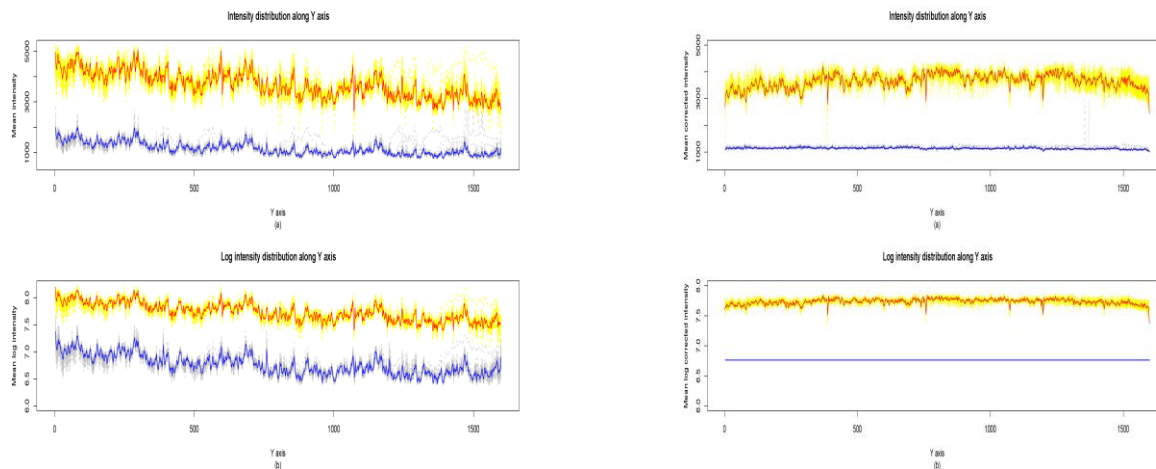 Intensity distribution along Y axis
Mean intensity
5000
3000
1000
0
500
1000
1500
Y axis
(a)
Intensity distribution along Y axis
Mean corrected intensity
5000
3000
1000
0
500
1000
1500
Y axis
(a)
Log intensity distribution along Y axis
Mean log intensity
8.0
7.5
7.0
6.5
6.0
0
500
1000
1500
Y axis
(b)
Log intensity distribution along Y axis
Mean log corrected intensity
8.0
7.5
7.0
6.5
6.0
0
500
1000
1500
Y axis
(b)